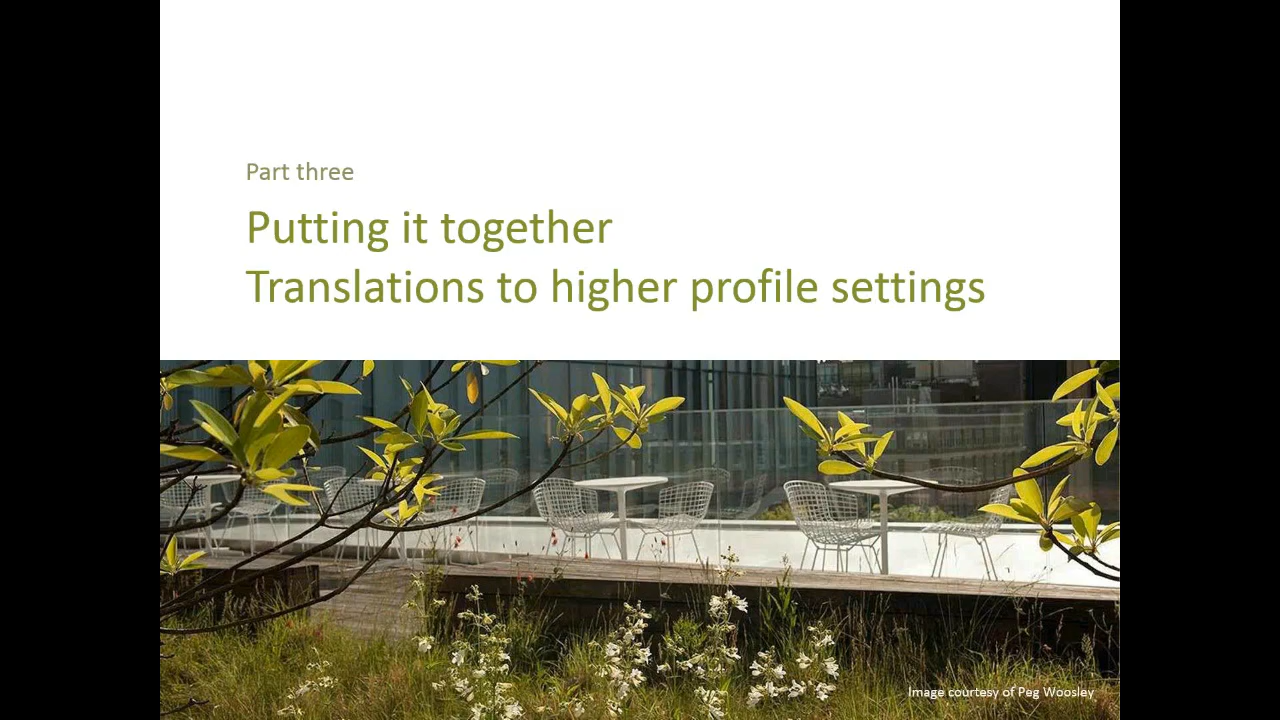 Part three
Putting it together
Translations to higher profile settings
Image courtesy of Peg Woosley